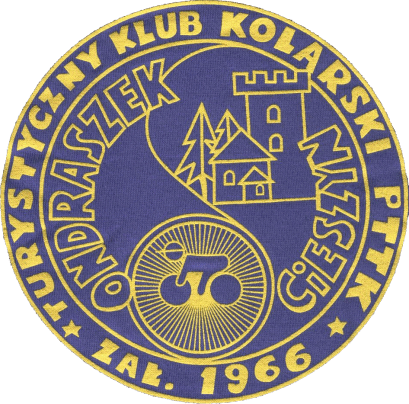 TURYSTYCZNY KLUB KOLARSKI PTTK
ONDRASZEK
CiESZYN
ZAŁ. 1966